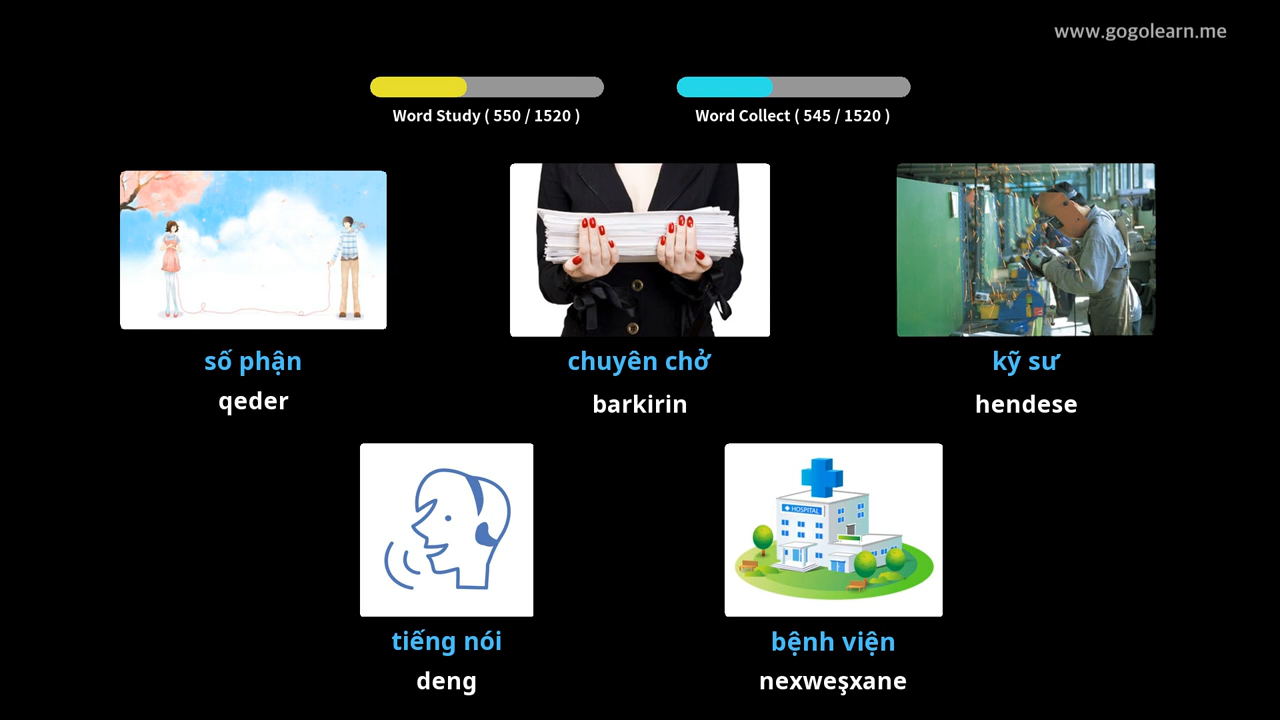 www.gogolearn.me
Word Study ( 550 / 1520 )
Word Collect ( 545 / 1520 )
số phận
qeder
chuyên chở
barkirin
kỹ sư
hendese
HOSPITAL
tiếng nói
deng
bệnh viện
nexweşxane